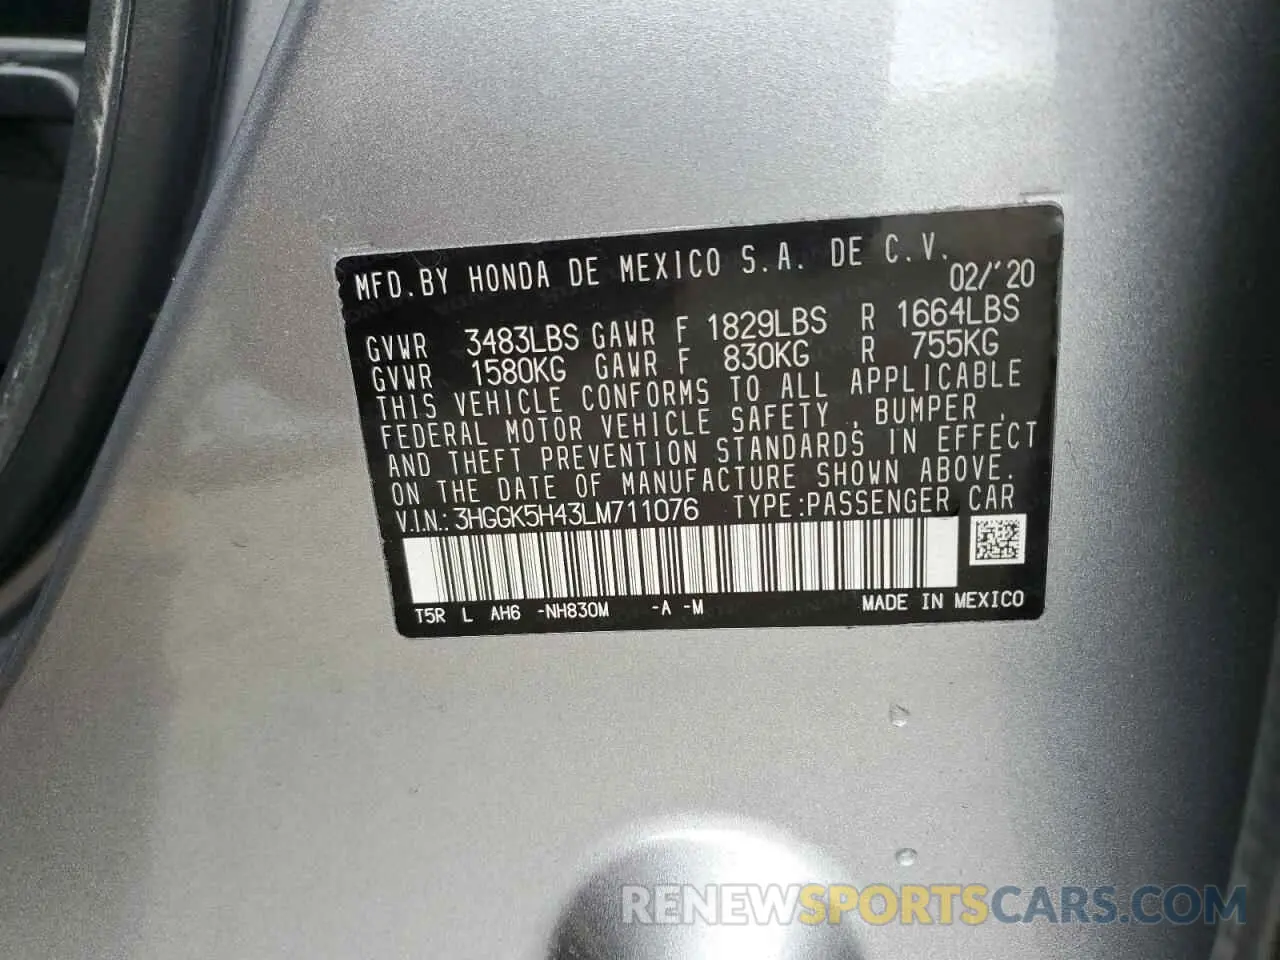 MFD. BY HONDA DE MEXICO S.A. DE C.V.
02/'20
GVWR 3483LBS GAWR F 1829LBS R 1664LBS
GVWR 1580KG GAWR F 830KG R 755KG
THIS VEHICLE CONFORMS TO ALL APPLICABLE
FEDERAL MOTOR VEHICLE SAFETY, BUMPER,
AND THEFT PREVENTION STANDARDS IN EFFECT
ON THE DATE OF MANUFACTURE SHOWN ABOVE.
V.I.N.: 3HGGK5H43LM711076 TYPE:PASSENGER CAR
T5R L AH6 -NH830M -A -M MADE IN MEXICO
RENEWSPORTSCARS.COM